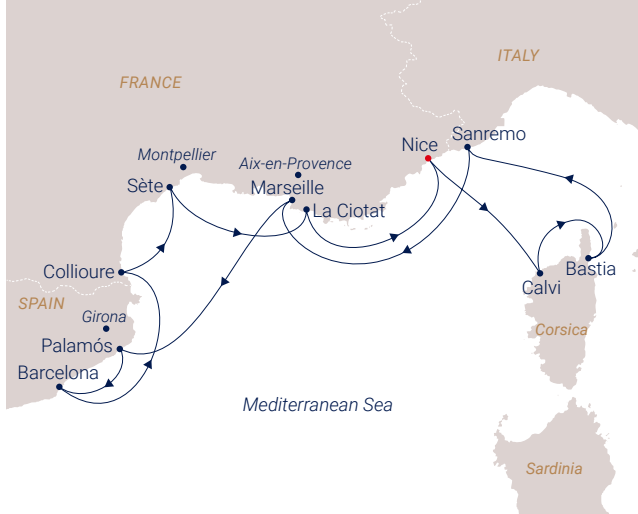 ITALY
FRANCE
Sanremo
Nice
Montpellier
Aix-en-Provence
Sète
Marseille
La Ciotat
Collioure
Bastia
Calvi
SPAIN
Girona
Corsica
Palamós
Barcelona
Mediterranean Sea
Sardinia